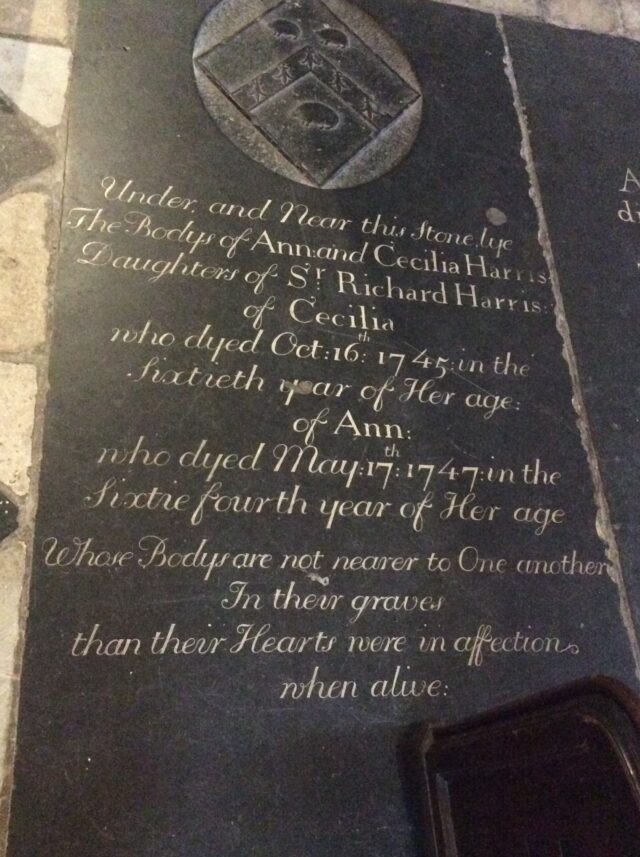 Under, and Near this Stone, lye
The Bodys of Ann: and Cecilia Harris
Daughters of Sr Richard Harris:
of Cecilia
who dyed Oct: 16th: 1745: in the
Sixtieth year of Her age:
of Ann:
who dyed May: 17th: 1747: in the
Sixtie fourth year of Her age
Whose Bodys are not nearer to One another
In their graves
than their Hearts were in affection,
when alive: